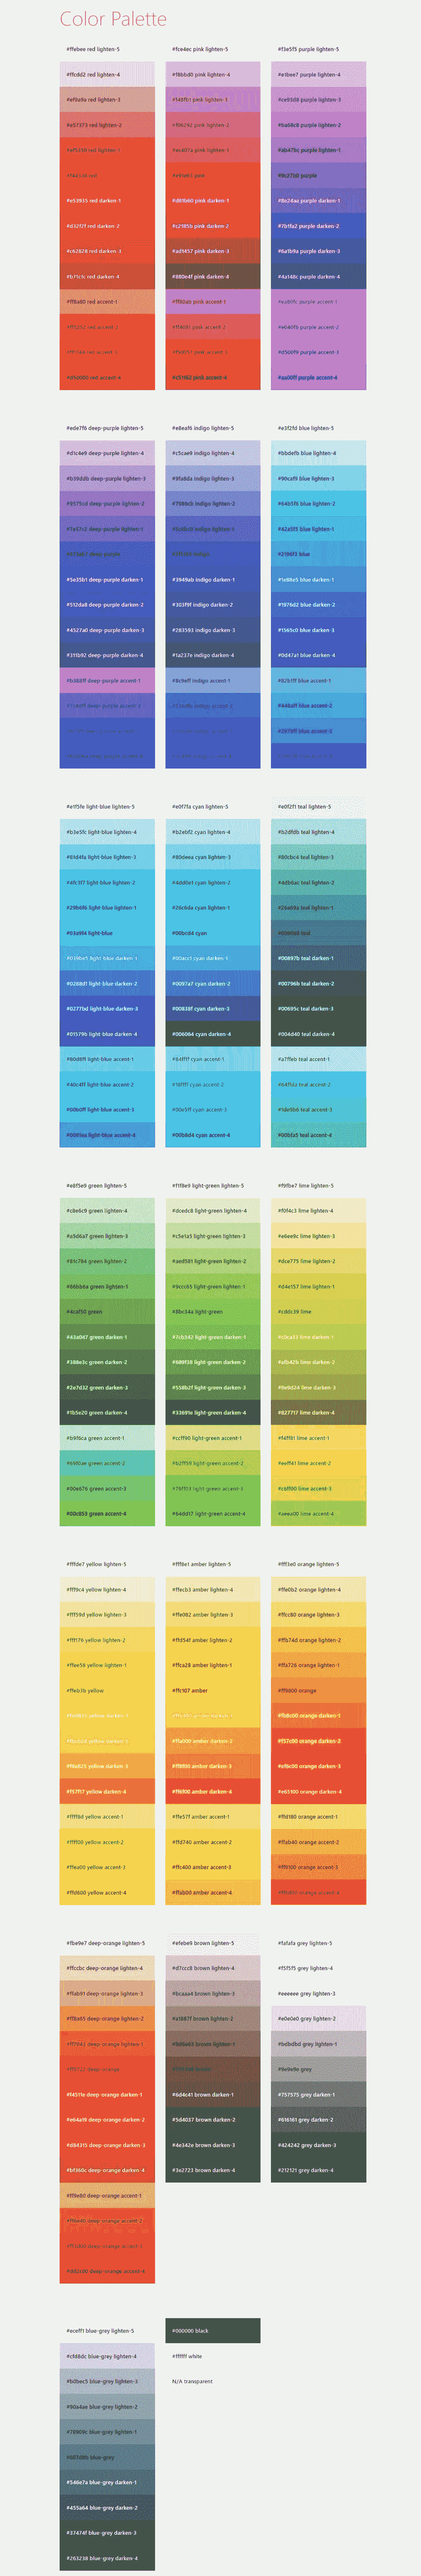 Color Palette
#ffebee red lighten-5
#ffcdd2 red lighten-4
#ef9a9a red lighten-3
#e57373 red lighten-2
#ef5350 red lighten-1
#f44336 red
#e53935 red darken-1
#d32f2f red darken-2
#c62828 red darken-3
#b71c1c red darken-4
#ff8a80 red accent-1
#ff5252 red accent-2
#ff1744 red accent-3
#d50000 red accent-4
#fce4ec pink lighten-5
#f8bbd0 pink lighten-4
#f48fb1 pink lighten-3
#f06292 pink lighten-2
#ec407a pink lighten-1
#e91e63 pink
#d81b60 pink darken-1
#c2185b pink darken-2
#ad1457 pink darken-3
#880e4f pink darken-4
#ff80ab pink accent-1
#ff4081 pink accent-2
#f50057 pink accent-3
#c51162 pink accent-4
#f3e5f5 purple lighten-5
#e1bee7 purple lighten-4
#ce93d8 purple lighten-3
#ba68c8 purple lighten-2
#ab47bc purple lighten-1
#9c27b0 purple
#8e24aa purple darken-1
#7b1fa2 purple darken-2
#6a1b9a purple darken-3
#4a148c purple darken-4
#ea80fc purple accent-1
#e040fb purple accent-2
#d500f9 purple accent-3
#aa00ff purple accent-4
#ede7f6 deep-purple lighten-5
#d1c4e9 deep-purple lighten-4
#b39ddb deep-purple lighten-3
#9575cd deep-purple lighten-2
#7e57c2 deep-purple lighten-1
#673ab7 deep-purple
#5e35b1 deep-purple darken-1
#512da8 deep-purple darken-2
#4527a0 deep-purple darken-3
#311b92 deep-purple darken-4
#b388ff deep-purple accent-1
#7c4dff deep-purple accent-2
#e8eaf6 indigo lighten-5
#c5cae9 indigo lighten-4
#9fa8da indigo lighten-3
#7986cb indigo lighten-2
#5c6bc0 indigo lighten-1
#3f51b5 indigo
#3949ab indigo darken-1
#303f9f indigo darken-2
#283593 indigo darken-3
#1a237e indigo darken-4
#8c9eff indigo accent-1
#536dfe indigo accent-2
#e3f2fd blue lighten-5
#bbdefb blue lighten-4
#90caf9 blue lighten-3
#64b5f6 blue lighten-2
#42a5f5 blue lighten-1
#2196f3 blue
#1e88e5 blue darken-1
#1976d2 blue darken-2
#1565c0 blue darken-3
#0d47a1 blue darken-4
#82b1ff blue accent-1
#448aff blue accent-2
#2979ff blue accent-3
#e1f5fe light-blue lighten-5
#b3e5fc light-blue lighten-4
#81d4fa light-blue lighten-3
#4fc3f7 light-blue lighten-2
#29b6f6 light-blue lighten-1
#03a9f4 light-blue
#039be5 light-blue darken-1
#0288d1 light-blue darken-2
#0277bd light-blue darken-3
#01579b light-blue darken-4
#80d8ff light-blue accent-1
#40c4ff light-blue accent-2
#00b0ff light-blue accent-3
#0091ea light-blue accent-4
#e0f7fa cyan lighten-5
#b2ebf2 cyan lighten-4
#80deea cyan lighten-3
#4dd0e1 cyan lighten-2
#26c6da cyan lighten-1
#00bcd4 cyan
#00acc1 cyan darken-1
#0097a7 cyan darken-2
#00838f cyan darken-3
#006064 cyan darken-4
#84ffff cyan accent-1
#18ffff cyan accent-2
#00e5ff cyan accent-3
#00b8d4 cyan accent-4
#e0f2f1 teal lighten-5
#b2dfdb teal lighten-4
#80cbc4 teal lighten-3
#4db6ac teal lighten-2
#26a69a teal lighten-1
#009688 teal
#00897b teal darken-1
#00796b teal darken-2
#00695c teal darken-3
#004d40 teal darken-4
#a7ffeb teal accent-1
#64ffda teal accent-2
#1de9b6 teal accent-3
#00bfa5 teal accent-4
#e8f5e9 green lighten-5
#c8e6c9 green lighten-4
#a5d6a7 green lighten-3
#81c784 green lighten-2
#66bb6a green lighten-1
#4caf50 green
#43a047 green darken-1
#388e3c green darken-2
#2e7d32 green darken-3
#1b5e20 green darken-4
#b9f6ca green accent-1
#69f0ae green accent-2
#00e676 green accent-3
#00c853 green accent-4
#f1f8e9 light-green lighten-5
#dcedc8 light-green lighten-4
#c5e1a5 light-green lighten-3
#aed581 light-green lighten-2
#9ccc65 light-green lighten-1
#8bc34a light-green
#7cb342 light-green darken-1
#689f38 light-green darken-2
#558b2f light-green darken-3
#33691e light-green darken-4
#ccff90 light-green accent-1
#b2ff59 light-green accent-2
#76ff03 light-green accent-3
#64dd17 light-green accent-4
#f9fbe7 lime lighten-5
#f0f4c3 lime lighten-4
#e6ee9c lime lighten-3
#dce775 lime lighten-2
#d4e157 lime lighten-1
#cddc39 lime
#c0ca33 lime darken-1
#afb42b lime darken-2
#9e9d24 lime darken-3
#827717 lime darken-4
#f4ff81 lime accent-1
#eeff41 lime accent-2
#c6ff00 lime accent-3
#aeea00 lime accent-4
#fffde7 yellow lighten-5
#fff9c4 yellow lighten-4
#fff59d yellow lighten-3
#fff176 yellow lighten-2
#ffee58 yellow lighten-1
#ffeb3b yellow
#fdd835 yellow darken-1
#fbc02d yellow darken-2
#f9a825 yellow darken-3
#f57f17 yellow darken-4
#ffff8d yellow accent-1
#ffff00 yellow accent-2
#ffea00 yellow accent-3
#ffd600 yellow accent-4
#fff8e1 amber lighten-5
#ffecb3 amber lighten-4
#ffe082 amber lighten-3
#ffd54f amber lighten-2
#ffca28 amber lighten-1
#ffc107 amber
#ffb300 amber darken-1
#ffa000 amber darken-2
#ff8f00 amber darken-3
#ff6f00 amber darken-4
#ffe57f amber accent-1
#ffd740 amber accent-2
#ffc400 amber accent-3
#ffab00 amber accent-4
#fff3e0 orange lighten-5
#ffe0b2 orange lighten-4
#ffcc80 orange lighten-3
#ffb74d orange lighten-2
#ffa726 orange lighten-1
#ff9800 orange
#fb8c00 orange darken-1
#f57c00 orange darken-2
#ef6c00 orange darken-3
#e65100 orange darken-4
#ffd180 orange accent-1
#ffab40 orange accent-2
#ff9100 orange accent-3
#ff6d00 orange accent-4
#fbe9e7 deep-orange lighten-5
#ffccbc deep-orange lighten-4
#ffab91 deep-orange lighten-3
#ff8a65 deep-orange lighten-2
#ff7043 deep-orange lighten-1
#ff5722 deep-orange
#f4511e deep-orange darken-1
#e64a19 deep-orange darken-2
#d84315 deep-orange darken-3
#bf360c deep-orange darken-4
#ff9e80 deep-orange accent-1
#ff6e40 deep-orange accent-2
#ff3d00 deep-orange accent-3
#dd2c00 deep-orange accent-4
#efebe9 brown lighten-5
#d7ccc8 brown lighten-4
#bcaaa4 brown lighten-3
#a1887f brown lighten-2
#8d6e63 brown lighten-1
#795548 brown
#6d4c41 brown darken-1
#5d4037 brown darken-2
#4e342e brown darken-3
#3e2723 brown darken-4
#fafafa grey lighten-5
#f5f5f5 grey lighten-4
#eeeeee grey lighten-3
#e0e0e0 grey lighten-2
#bdbdbd grey lighten-1
#9e9e9e grey
#757575 grey darken-1
#616161 grey darken-2
#424242 grey darken-3
#212121 grey darken-4
#eceff1 blue-grey lighten-5
#cfd8dc blue-grey lighten-4
#b0bec5 blue-grey lighten-3
#90a4ae blue-grey lighten-2
#78909c blue-grey lighten-1
#607d8b blue-grey
#546e7a blue-grey darken-1
#455a64 blue-grey darken-2
#37474f blue-grey darken-3
#263238 blue-grey darken-4
#000000 black
#ffffff white
N/A transparent